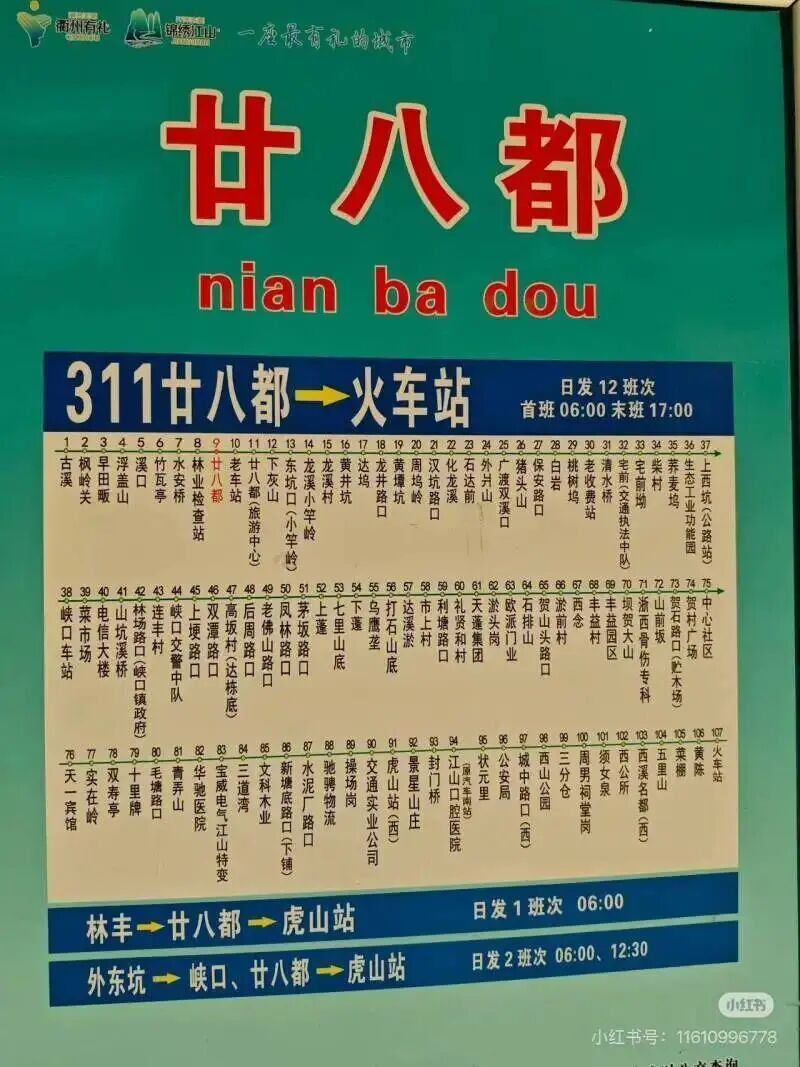 衢州有礼
锦绣江山
一座最有礼的城市
廿八都
nian ba dou
311廿八都→火车站
日发12班次
首班06:00 末班17:00
1 古溪
2 枫岭关
3 早田畈
4 浮盖山
5 溪口
6 竹瓦亭
7 水安桥
8 林业检查站
9 廿八都
10 老车站
11 廿八都(旅游中心)
12 下灰山
13 东坑口(小竿岭)
14 龙溪小竿岭
15 龙溪村
16 黄井坑
17 达坞
18 龙井路口
19 黄墰坑
20 周坞岭
21 汉坑路口
22 化龙溪
23 石达前
24 外爿山
25 广渡双溪口
26 猪头山
27 保安路口
28 白岩
29 桃树坞
30 老收费站
31 清水桥
32 宅前(交通执法中队)
33 宅前坳
34 柴村
35 荞麦坞
36 生态工业功能园
37 上西坑(公路站)
38 峡口车站
39 菜市场
40 电信大楼
41 山坑溪桥
42 林场路口(峡口镇政府)
43 连丰村
44 峡口交警中队
45 上埂路口
46 双潭路口
47 高坂村(达栋底)
48 后周路口
49 老佛山路口
50 凤林路口
51 茅坂路口
52 上蓬
53 七里山底
54 下蓬
55 乌鹰垄
56 打石山底
57 达溪淤
58 市上村
59 利塘路口
60 礼贤和村
61 天蓬集团
62 淤头岗
63 欧派门业
64 石排山
65 贺山头路口
66 淤前村
67 西念
68 丰益村
69 丰益园区
70 坝贺大山
71 浙西骨伤专科
72 山前坂
73 贺石路口(贮木场)
74 贺村广场
75 中心社区
76 天一宾馆
77 实在岭
78 双寿亭
79 十里牌
80 毛塘路口
81 青弄山
82 华驰医院
83 宝威电气江山特变
84 三道湾
85 文科木业
86 新塘底路口(下铺)
87 水泥厂路口
88 驰骋物流
89 操场岗
90 交通实业公司
91 虎山站(西)
92 景星山庄
93 封门桥
94 江山口腔医院(原汽车南站)
95 状元里
96 公安局
97 城中路口(西)
98 西山公园
99 三分仓
100 周男祠堂岗
101 须女泉
102 西公所
103 西溪名都(西)
104 五里山
105 菜棚
106 黄陈
107 火车站
林丰→廿八都→虎山站 日发1班次 06:00
外东坑→峡口、廿八都→虎山站 日发2班次 06:00、12:30
小红书
小红书号：11610996778